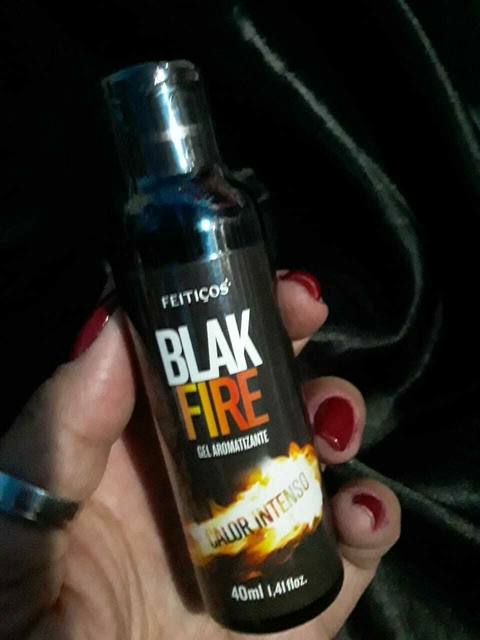 FEITIÇOS
BLAK
FIRE
GEL AROMATIZANTE
CALOR INTENSO
40ml 1,41floz.